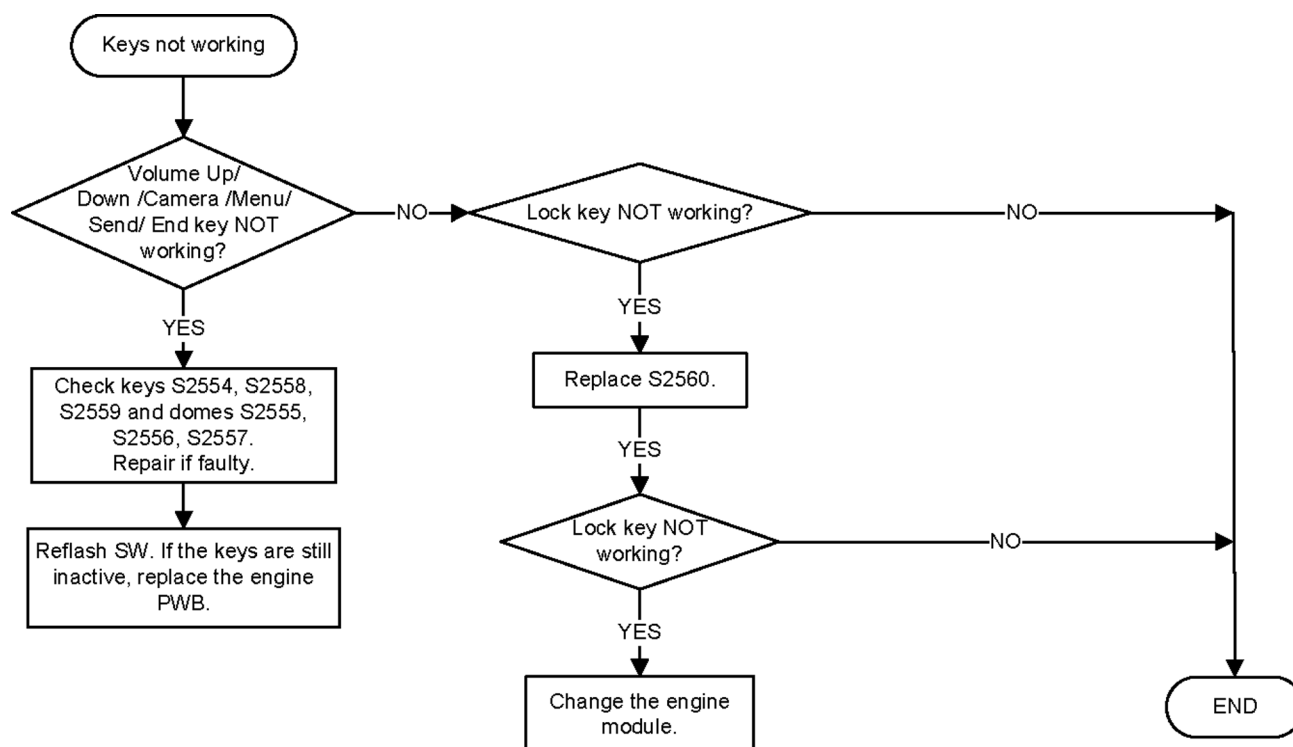 Keys not working
Volume Up/
Down /Camera /Menu/
Send/ End key NOT
working?
NO
Lock key NOT working?
NO
YES
YES
Check keys S2554, S2558,
S2559 and domes S2555,
S2556, S2557.
Repair if faulty.
Replace S2560.
YES
Reflash SW. If the keys are still
inactive, replace the engine
PWB.
Lock key NOT
working?
NO
YES
Change the engine
module.
END